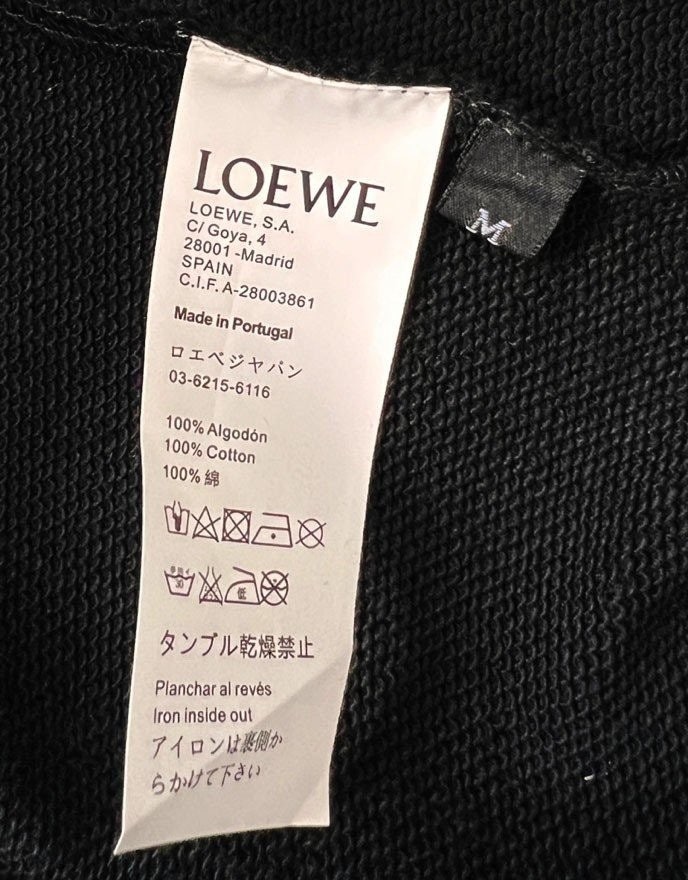 LOEWE
LOEWE, S.A.
C/ Goya, 4
28001 -Madrid
SPAIN
C.I.F. A-28003861
Made in Portugal
ロエベジャパン
03-6215-6116
100% Algodón
100% Cotton
100% 綿
30
低
タンブル乾燥禁止
Planchar al revés
Iron inside out
アイロンは裏側か
らかけて下さい
M